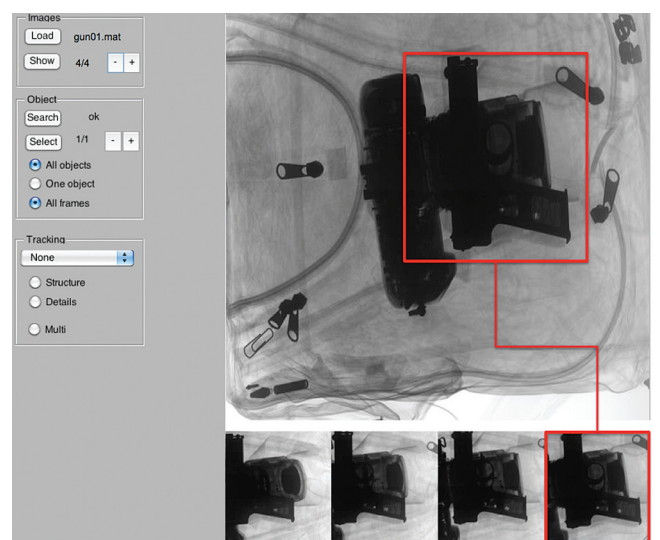 Images
Load gun01.mat
Show 4/4 - +
Object
Search ok
Select 1/1 - +
All objects
One object
All frames
Tracking
None
Structure
Details
Multi